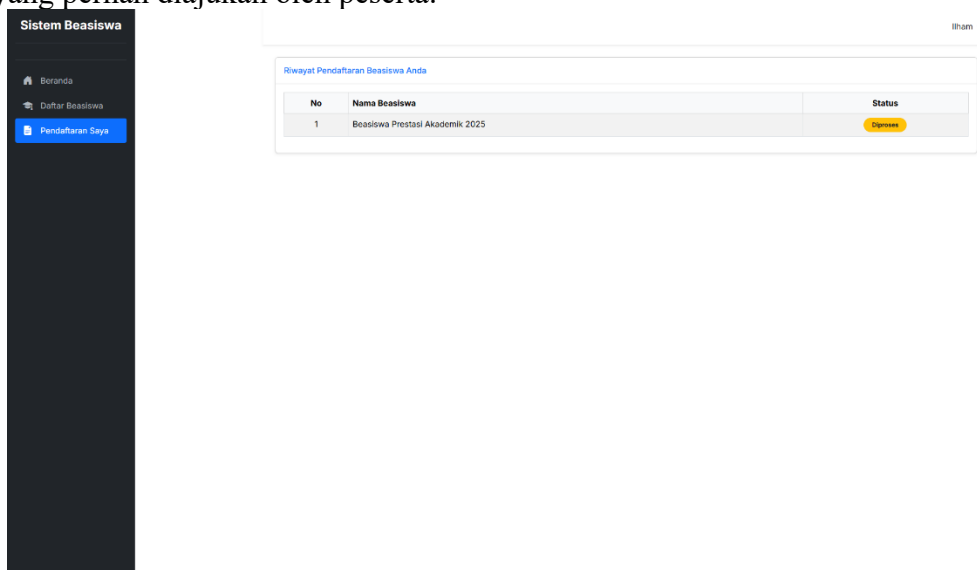 yang pernah diajukan oleh peserta.
Sistem Beasiswa
Ilham
Beranda
Daftar Beasiswa
Pendaftaran Saya
Riwayat Pendaftaran Beasiswa Anda
No Nama Beasiswa Status
1 Beasiswa Prestasi Akademik 2025 Diproses